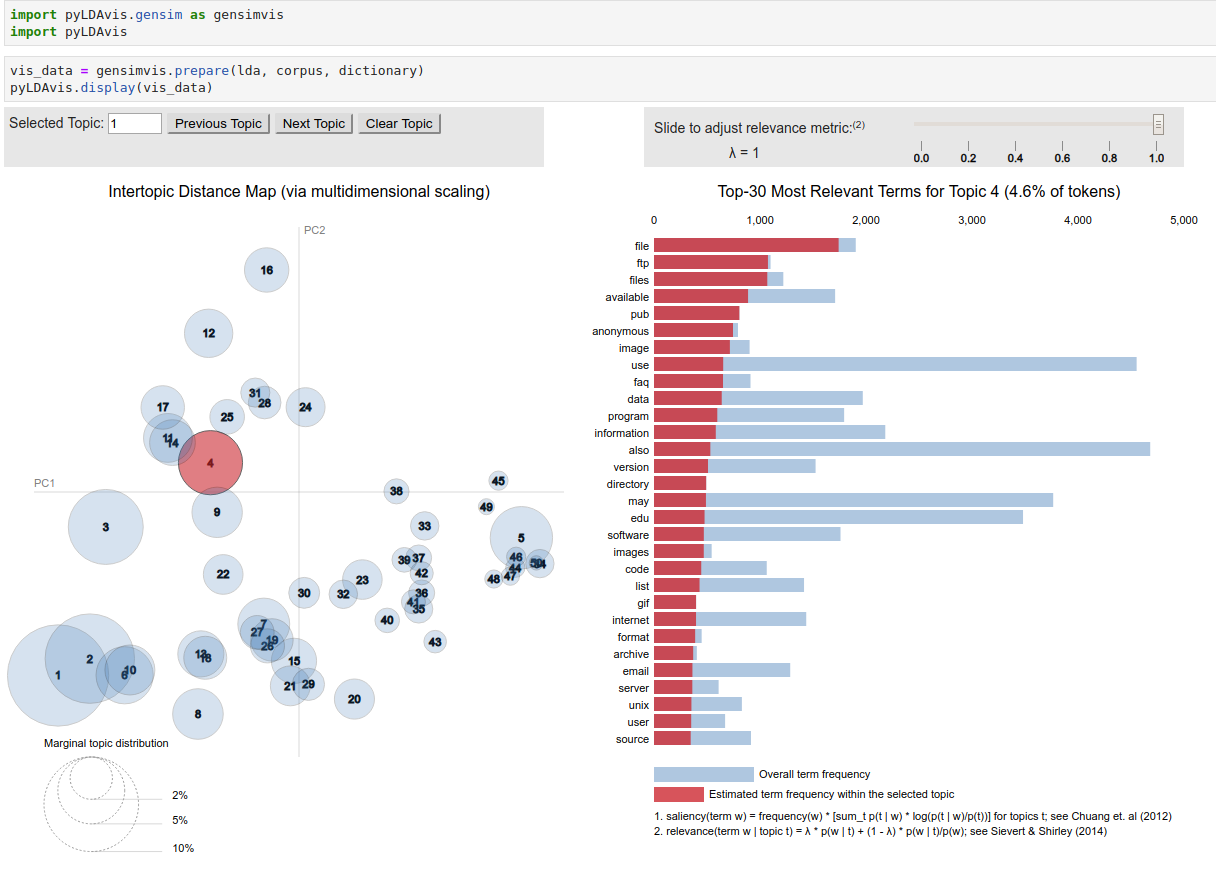 import pyLDAvis.gensim as gensimvis
import pyLDAvis
vis_data = gensimvis.prepare(lda, corpus, dictionary)
pyLDAvis.display(vis_data)
Selected Topic: 1 Previous Topic Next Topic Clear Topic
Slide to adjust relevance metric:(2)
λ = 1
0.0 0.2 0.4 0.6 0.8 1.0
Intertopic Distance Map (via multidimensional scaling)
PC2
16
12
31
28
17
25
24
11
14
4
PC1
38
45
49
3
9
33
5
39
37
46
44
22
42
48
47
23
30
32
36
41
35
40
7
27
19
26
43
13
18
15
2
1
6
10
21
29
20
8
Marginal topic distribution
2%
5%
10%
Top-30 Most Relevant Terms for Topic 4 (4.6% of tokens)
0 1,000 2,000 3,000 4,000 5,000
file
ftp
files
available
pub
anonymous
image
use
faq
data
program
information
also
version
directory
may
edu
software
images
code
list
gif
internet
format
archive
email
server
unix
user
source
Overall term frequency
Estimated term frequency within the selected topic
1. saliency(term w) = frequency(w) * [sum_t p(t | w) * log(p(t | w)/p(t))] for topics t; see Chuang et. al (2012)
2. relevance(term w | topic t) = λ * p(w | t) + (1 - λ) * p(w | t)/p(w); see Sievert & Shirley (2014)